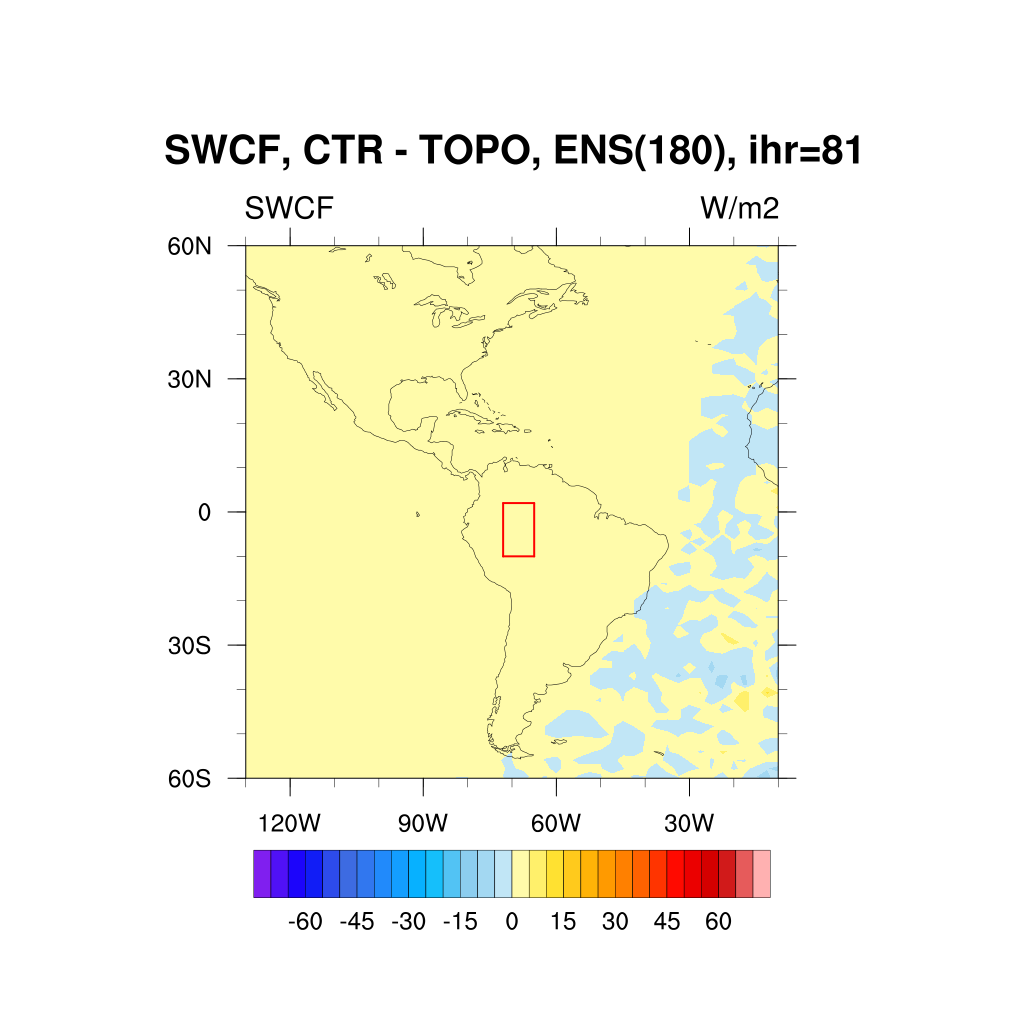 SWCF, CTR - TOPO, ENS(180), ihr=81
SWCF W/m2
60N
30N
0
30S
60S
120W 90W 60W 30W
-60 -45 -30 -15 0 15 30 45 60